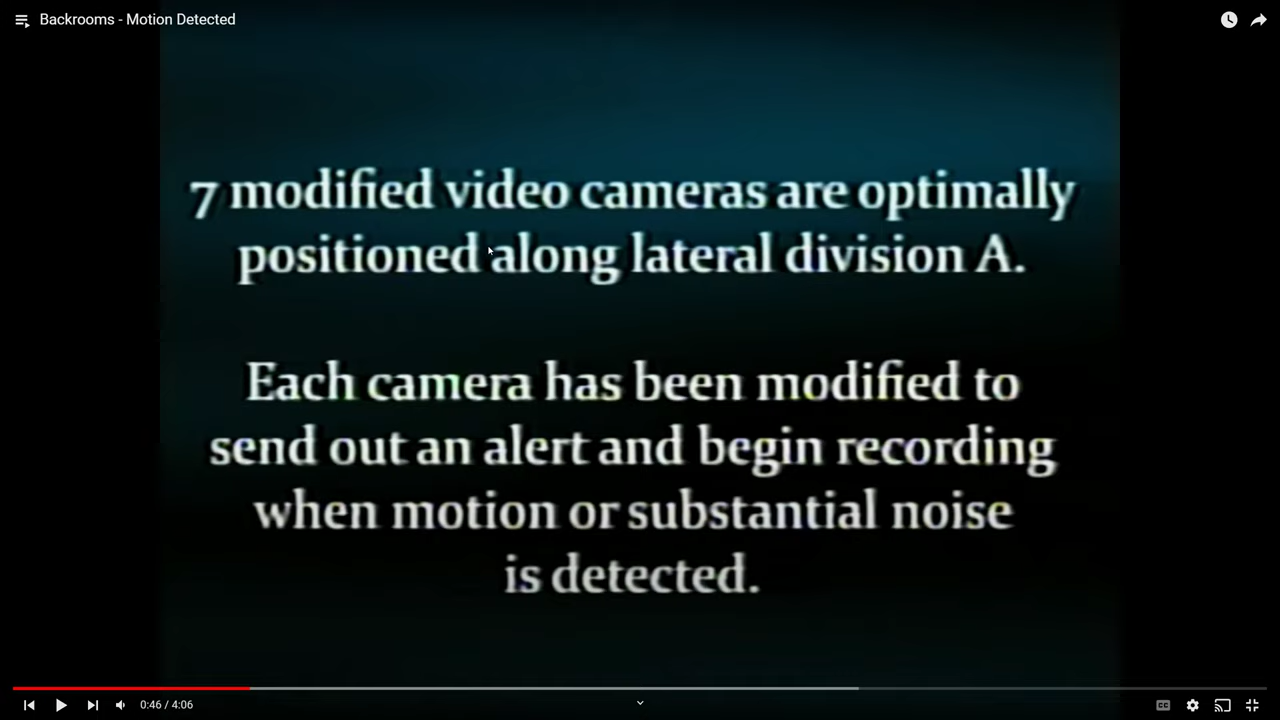 Backrooms - Motion Detected
7 modified video cameras are optimally
positioned along lateral division A.
Each camera has been modified to
send out an alert and begin recording
when motion or substantial noise
is detected.
0:46 / 4:06
CC